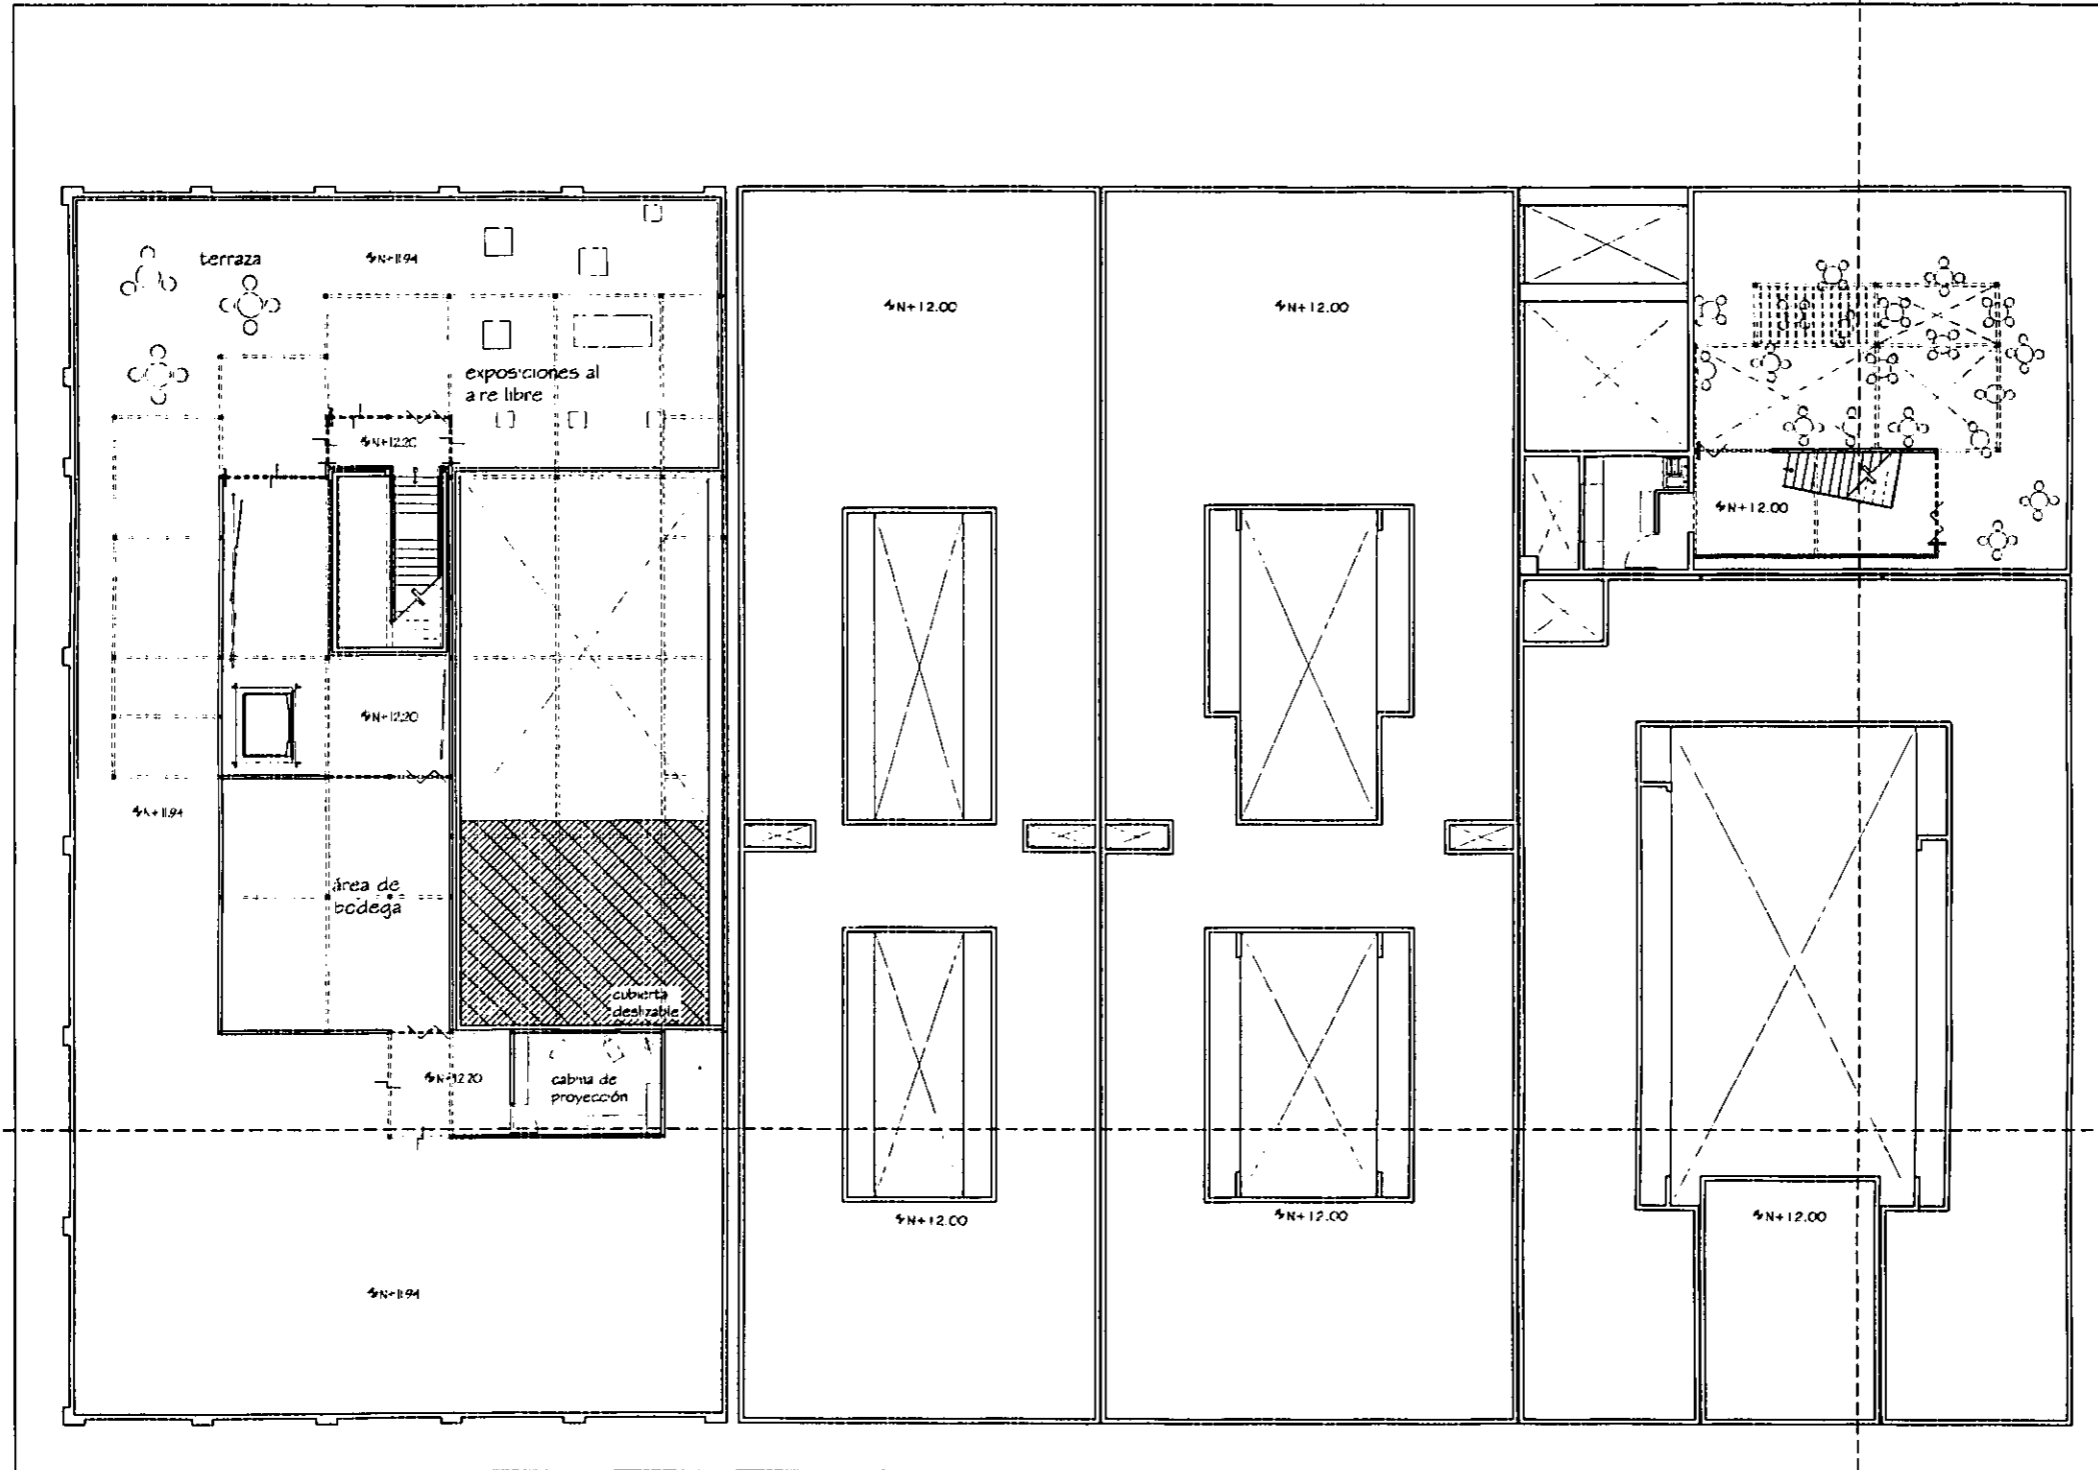 terraza
N+11.94
exposiciones al
a re libre
N+12.20
N+12.20
N+11.94
área de
bodega
cubierta
deslizable
N+12.20
cabina de
proyección
N+11.94
N+12.00
N+12.00
N+12.00
N+12.00
N+12.00
N+12.00